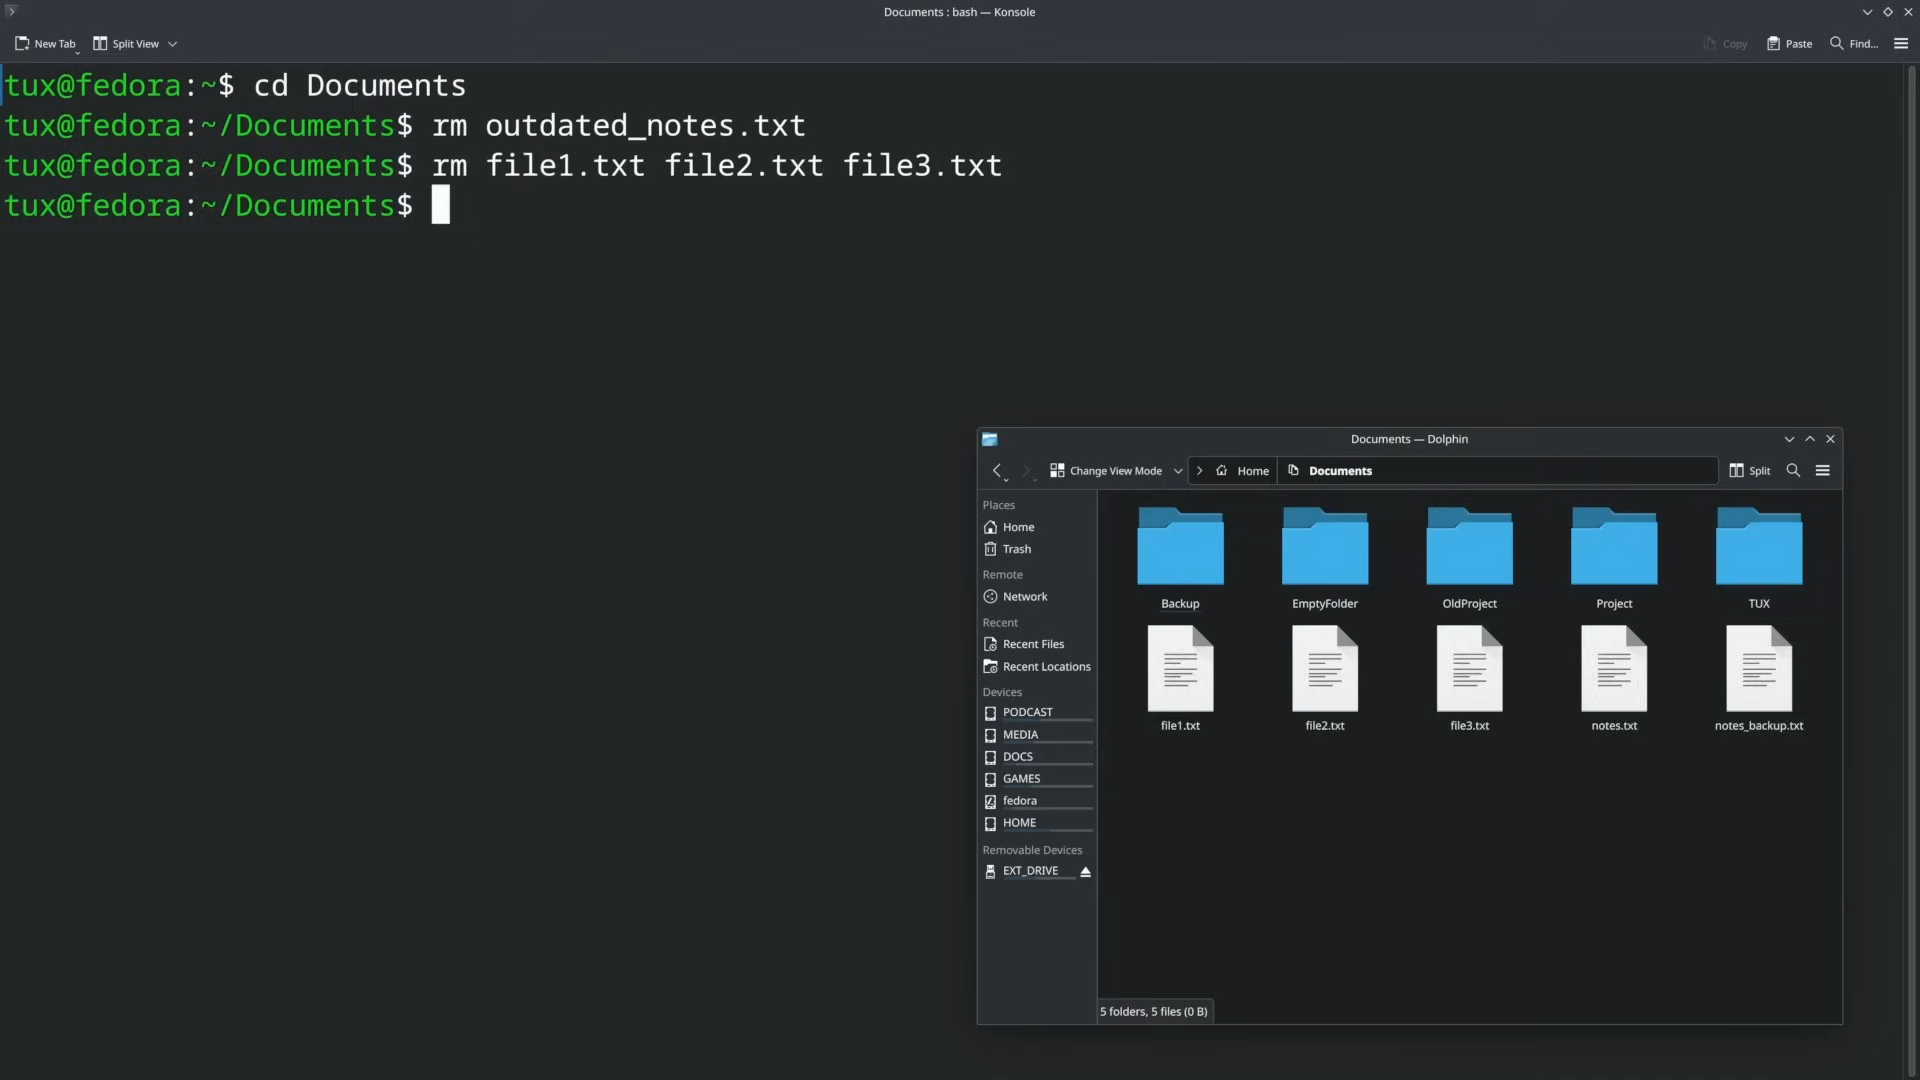 Documents : bash — Konsole
New Tab
Split View
Copy
Paste
Find...
tux@fedora:~$ cd Documents
tux@fedora:~/Documents$ rm outdated_notes.txt
tux@fedora:~/Documents$ rm file1.txt file2.txt file3.txt
tux@fedora:~/Documents$
Documents — Dolphin
Change View Mode
Home
Documents
Split
Places
Home
Trash
Remote
Network
Recent
Recent Files
Recent Locations
Devices
PODCAST
MEDIA
DOCS
GAMES
fedora
HOME
Removable Devices
EXT_DRIVE
Backup
EmptyFolder
OldProject
Project
TUX
file1.txt
file2.txt
file3.txt
notes.txt
notes_backup.txt
5 folders, 5 files (0 B)